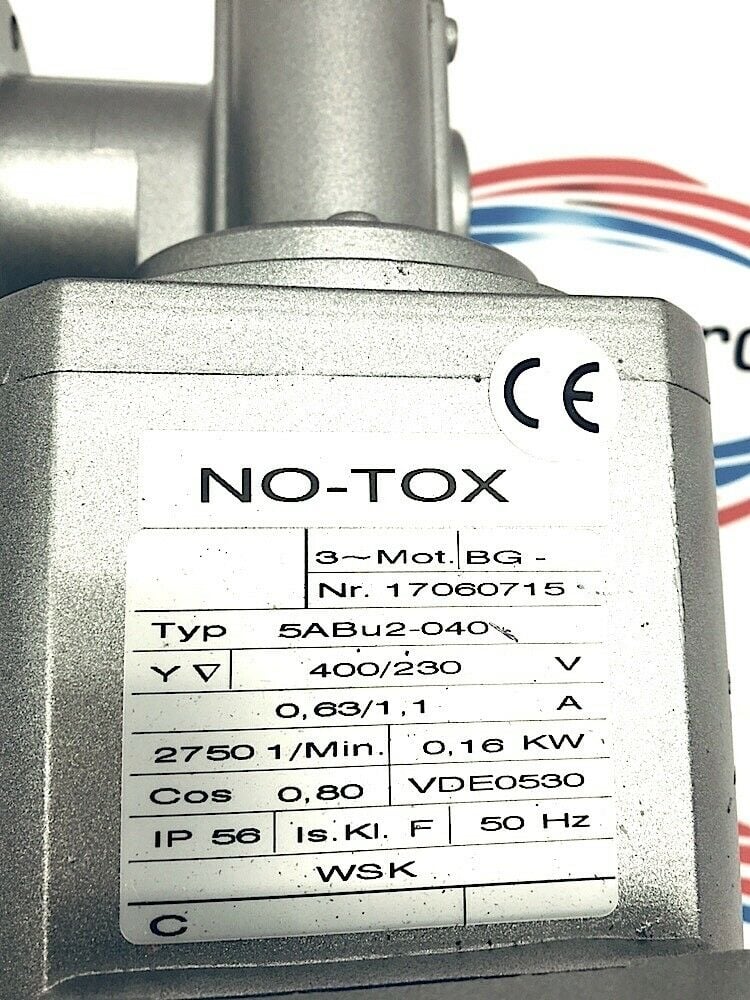 CE
NO-TOX
3~Mot. BG -
Nr. 17060715
Typ 5ABu2-040
Y ▽ 400/230 V
0,63/1,1 A
2750 1/Min. 0,16 KW
Cos 0,80 VDE0530
IP 56 Is.Kl. F 50 Hz
WSK
C